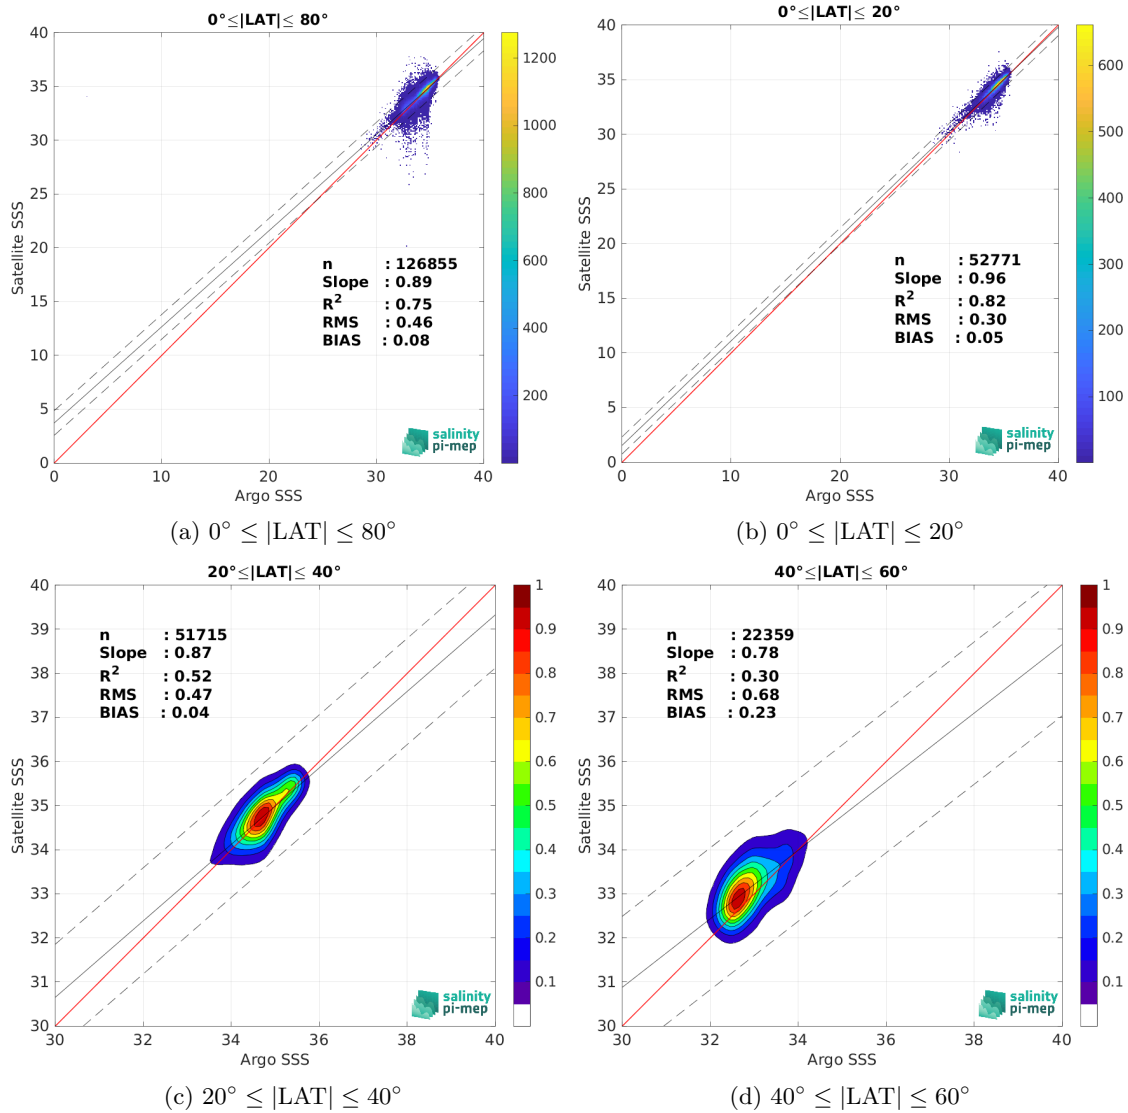 0°≤|LAT|≤ 80°
40
35
30
25
20
15
10
5
0
Satellite SSS
n : 126855
Slope : 0.89
R² : 0.75
RMS : 0.46
BIAS : 0.08
salinity
pi-mep
0 10 20 30 40
Argo SSS
1200
1000
800
600
400
200
(a) 0° ≤ |LAT| ≤ 80°
0°≤|LAT|≤ 20°
40
35
30
25
20
15
10
5
0
Satellite SSS
n : 52771
Slope : 0.96
R² : 0.82
RMS : 0.30
BIAS : 0.05
salinity
pi-mep
0 10 20 30 40
Argo SSS
600
500
400
300
200
100
(b) 0° ≤ |LAT| ≤ 20°
20°≤|LAT|≤ 40°
40
39
38
37
36
35
34
33
32
31
30
Satellite SSS
n : 51715
Slope : 0.87
R² : 0.52
RMS : 0.47
BIAS : 0.04
salinity
pi-mep
30 32 34 36 38 40
Argo SSS
1
0.9
0.8
0.7
0.6
0.5
0.4
0.3
0.2
0.1
(c) 20° ≤ |LAT| ≤ 40°
40°≤|LAT|≤ 60°
40
39
38
37
36
35
34
33
32
31
30
Satellite SSS
n : 22359
Slope : 0.78
R² : 0.30
RMS : 0.68
BIAS : 0.23
salinity
pi-mep
30 32 34 36 38 40
Argo SSS
1
0.9
0.8
0.7
0.6
0.5
0.4
0.3
0.2
0.1
(d) 40° ≤ |LAT| ≤ 60°